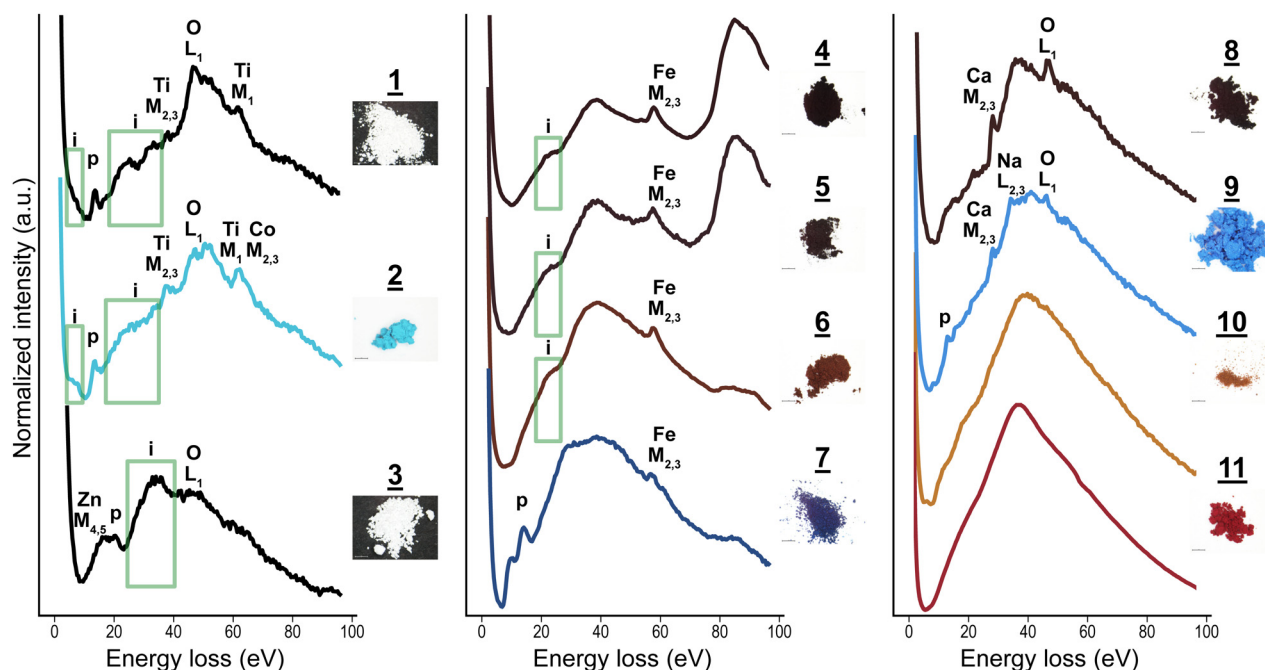 Normalized intensity (a.u.)
O
L1
Ti
M2,3
Ti
M1
i
i
p
1
O
L1
Ti
M2,3
Ti
M1
Co
M2,3
i
i
p
2
i
O
L1
Zn
M4,5
p
3
0 20 40 60 80 100
Energy loss (eV)
4
Fe
M2,3
i
5
Fe
M2,3
i
6
Fe
M2,3
i
7
Fe
M2,3
p
0 20 40 60 80 100
Energy loss (eV)
8
O
L1
Ca
M2,3
9
Na
L2,3
O
L1
Ca
M2,3
p
10
11
0 20 40 60 80 100
Energy loss (eV)